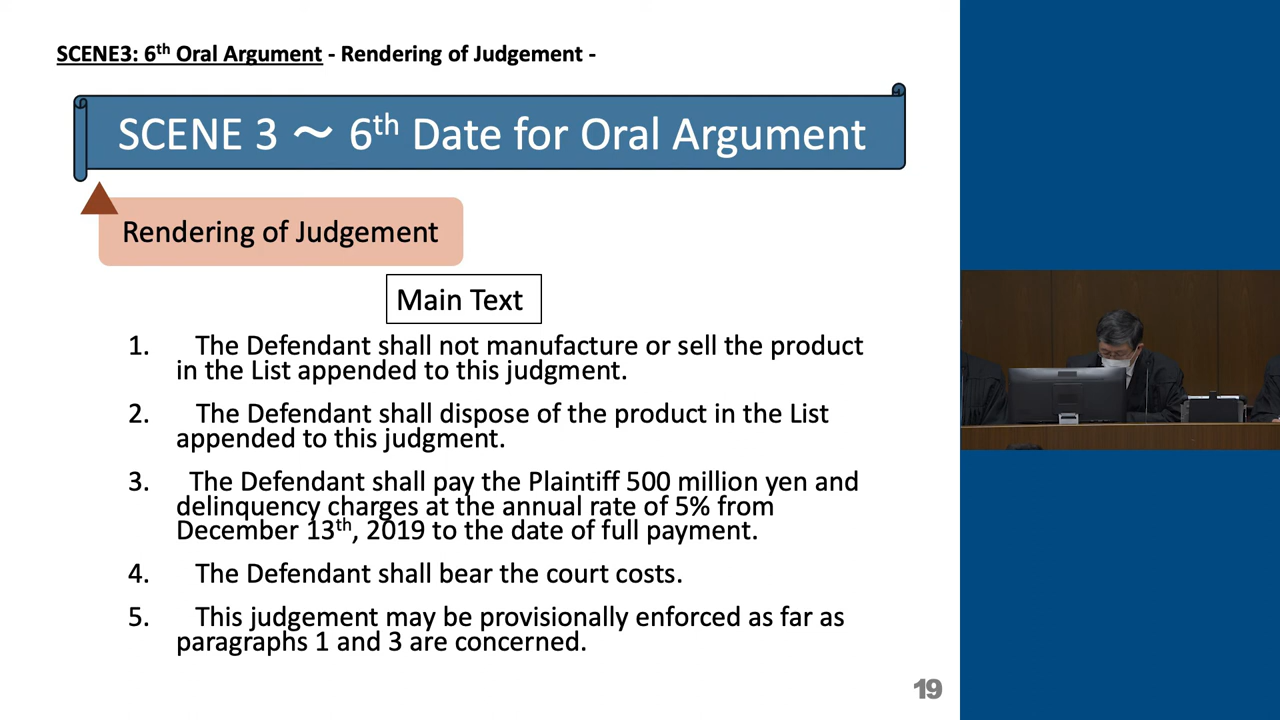 SCENE3: 6th Oral Argument - Rendering of Judgement -
SCENE 3 ～ 6th Date for Oral Argument
Rendering of Judgement
Main Text
1. The Defendant shall not manufacture or sell the product
in the List appended to this judgment.
2. The Defendant shall dispose of the product in the List
appended to this judgment.
3. The Defendant shall pay the Plaintiff 500 million yen and
delinquency charges at the annual rate of 5% from
December 13th, 2019 to the date of full payment.
4. The Defendant shall bear the court costs.
5. This judgement may be provisionally enforced as far as
paragraphs 1 and 3 are concerned.
19